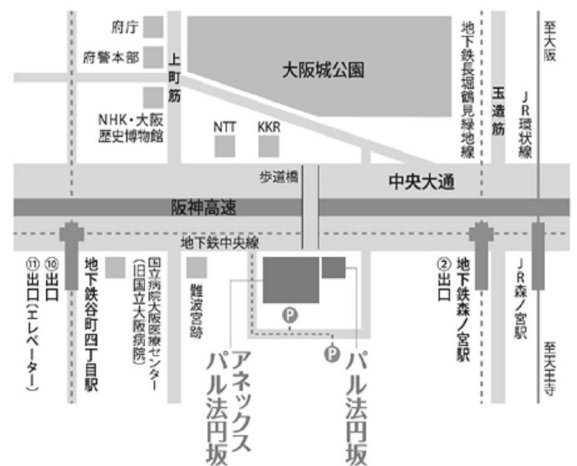 府庁
府警本部
上町筋
NHK・大阪
歴史博物館
大阪城公園
NTT
KKR
地下鉄長堀鶴見緑地線
玉造筋
JR環状線
至大阪
歩道橋
中央大通
阪神高速
地下鉄中央線
⑪出口(エレベーター)
⑩出口
地下鉄谷町四丁目駅
国立病院大阪医療センター
(旧国立大阪病院)
難波宮跡
P
P
アネックス
パル法円坂
パル法円坂
②出口
地下鉄森ノ宮駅
JR森ノ宮駅
至天王寺